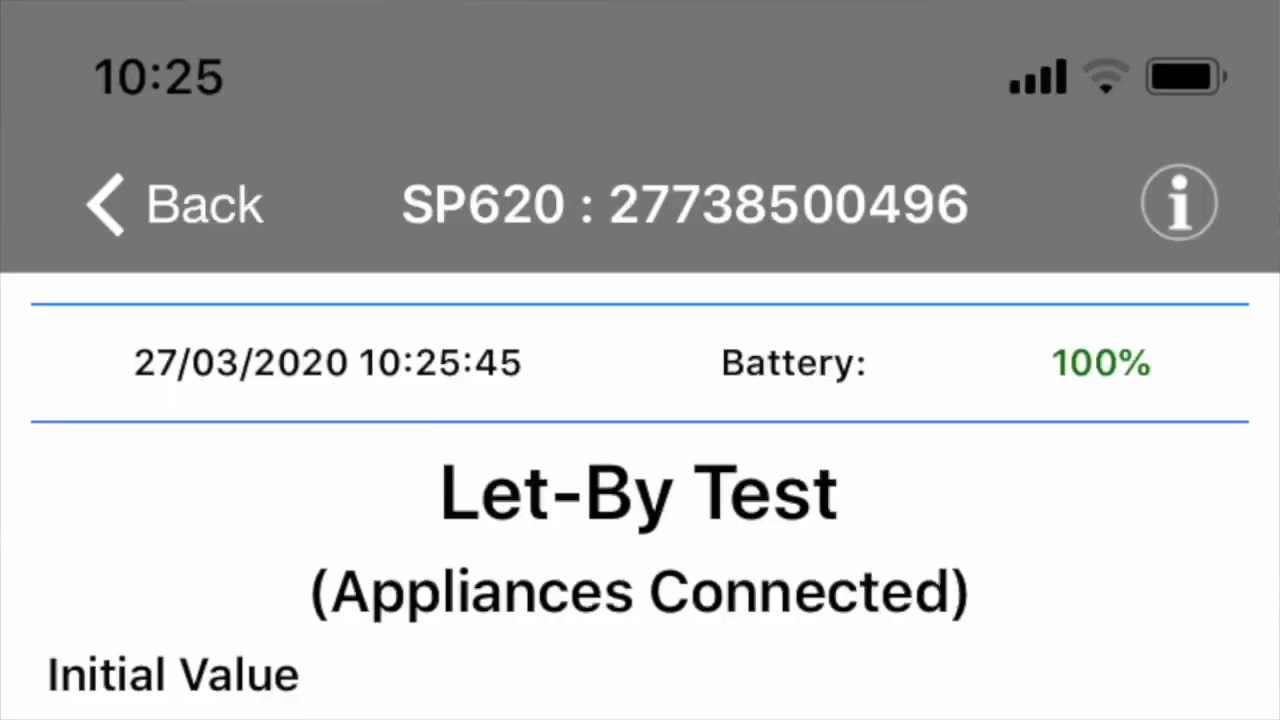 10:25
Back SP620 : 27738500496
27/03/2020 10:25:45 Battery: 100%
Let-By Test
(Appliances Connected)
Initial Value